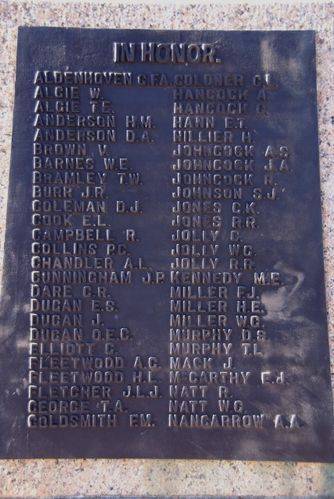 IN HONOR.
ALDENHOVEN C.F.A. GOLDNER C.L.
ALGIE W. HANCOCK A.
ALGIE T.E. HANCOCK G.
ANDERSON H.M. HANN E.T.
ANDERSON D.A. HILLIER H.
BROWN V. JOHNCOCK A.S.
BARNES W.E. JOHNCOCK J.A.
BRAMLEY T.W. JOHNCOCK R.
BURR J.R. JOHNSON S.J.
COLEMAN D.J. JONES C.K.
COOK E.L. JONES R.R.
CAMPBELL R. JOLLY C.
COLLINS P.C. JOLLY W.G.
CHANDLER A.L. JOLLY R.R.
CUNNINGHAM J.P. KENNEDY M.E.
DARE C.R. MILLER F.J.
DUGAN E.S. MILLER H.E.
DUGAN J. MILLER W.G.
DUGAN D.E.C. MURPHY D.S.
ELLIOTT C. MURPHY T.L.
FLEETWOOD A.C. MACK J.
FLEETWOOD H.L. McCARTHY E.J.
FLETCHER J.L.J. NATT R.
GEORGE T.A. NATT W.G.
GOLDSMITH F.M. NANCARROW A.A.